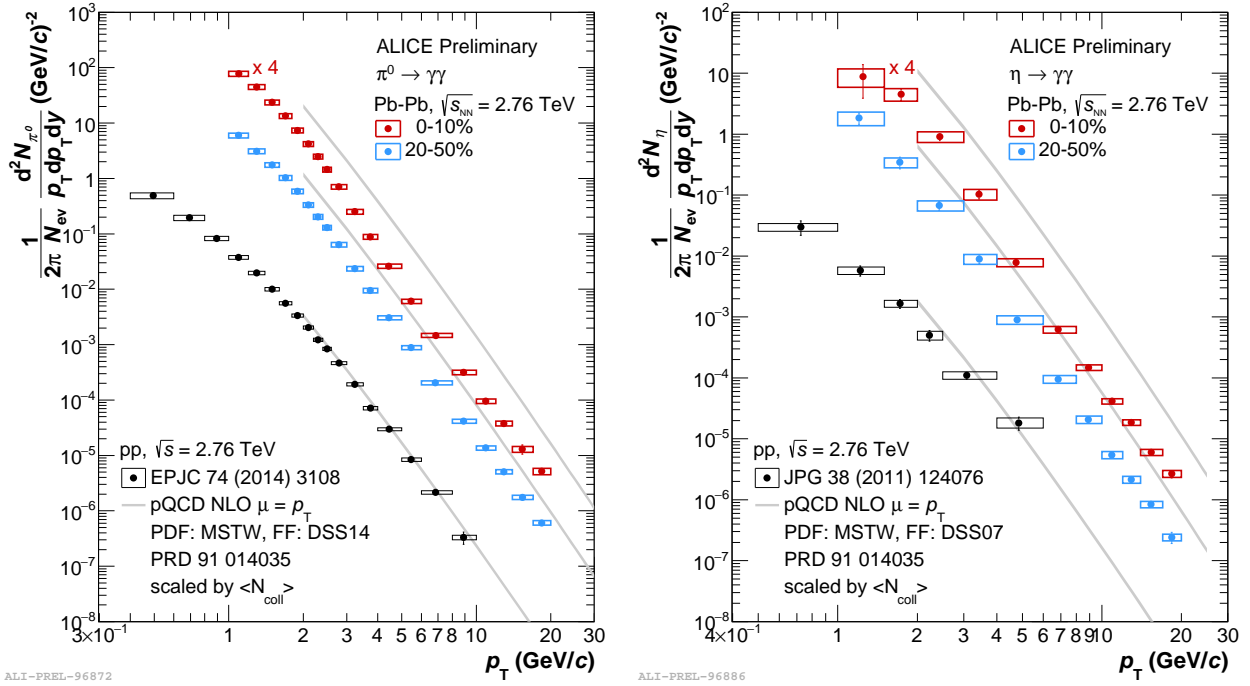 10³
10²
10
1
10⁻¹
10⁻²
10⁻³
10⁻⁴
10⁻⁵
10⁻⁶
10⁻⁷
10⁻⁸
1/2π 1/N_ev d²N_π⁰/p_T dp_T dy (GeV/c)⁻²
x 4
ALICE Preliminary
π⁰ → γγ
Pb-Pb, √s_NN = 2.76 TeV
0-10%
20-50%
pp, √s = 2.76 TeV
EPJC 74 (2014) 3108
pQCD NLO μ = p_T
PDF: MSTW, FF: DSS14
PRD 91 014035
scaled by <N_coll>
3×10⁻¹ 1 2 3 4 5 6 7 8 10 20 30
p_T (GeV/c)
ALI-PREL-96872
10²
10
1
10⁻¹
10⁻²
10⁻³
10⁻⁴
10⁻⁵
10⁻⁶
10⁻⁷
10⁻⁸
1/2π 1/N_ev d²N_η/p_T dp_T dy (GeV/c)⁻²
x 4
ALICE Preliminary
η → γγ
Pb-Pb, √s_NN = 2.76 TeV
0-10%
20-50%
pp, √s = 2.76 TeV
JPG 38 (2011) 124076
pQCD NLO μ = p_T
PDF: MSTW, FF: DSS07
PRD 91 014035
scaled by <N_coll>
4×10⁻¹ 1 2 3 4 5 6 7 8 9 10 20 30
p_T (GeV/c)
ALI-PREL-96886